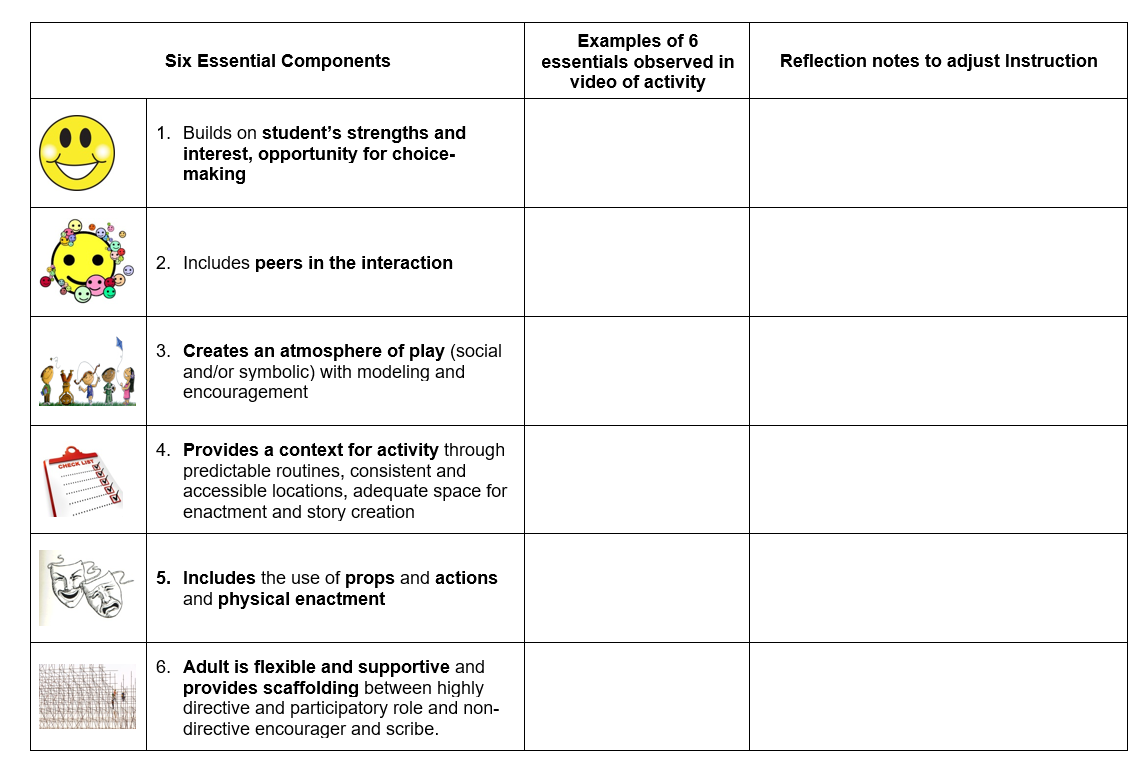 Six Essential Components
Examples of 6
essentials observed in
video of activity
Reflection notes to adjust Instruction
1. Builds on student’s strengths and
interest, opportunity for choice-
making
2. Includes peers in the interaction
3. Creates an atmosphere of play (social
and/or symbolic) with modeling and
encouragement
CHECK LIST
4. Provides a context for activity through
predictable routines, consistent and
accessible locations, adequate space for
enactment and story creation
5. Includes the use of props and actions
and physical enactment
6. Adult is flexible and supportive and
provides scaffolding between highly
directive and participatory role and non-
directive encourager and scribe.